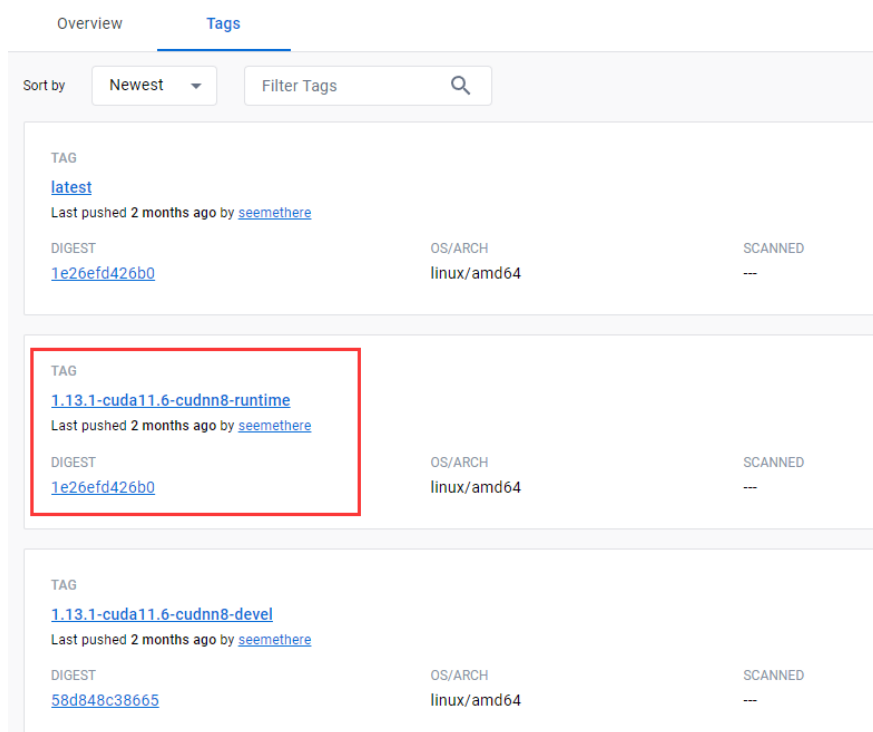 Overview Tags
Sort by Newest Filter Tags
TAG
latest
Last pushed 2 months ago by seemethere
DIGEST OS/ARCH SCANNED
1e26efd426b0 linux/amd64 ---
TAG
1.13.1-cuda11.6-cudnn8-runtime
Last pushed 2 months ago by seemethere
DIGEST OS/ARCH SCANNED
1e26efd426b0 linux/amd64 ---
TAG
1.13.1-cuda11.6-cudnn8-devel
Last pushed 2 months ago by seemethere
DIGEST OS/ARCH SCANNED
58d848c38665 linux/amd64 ---